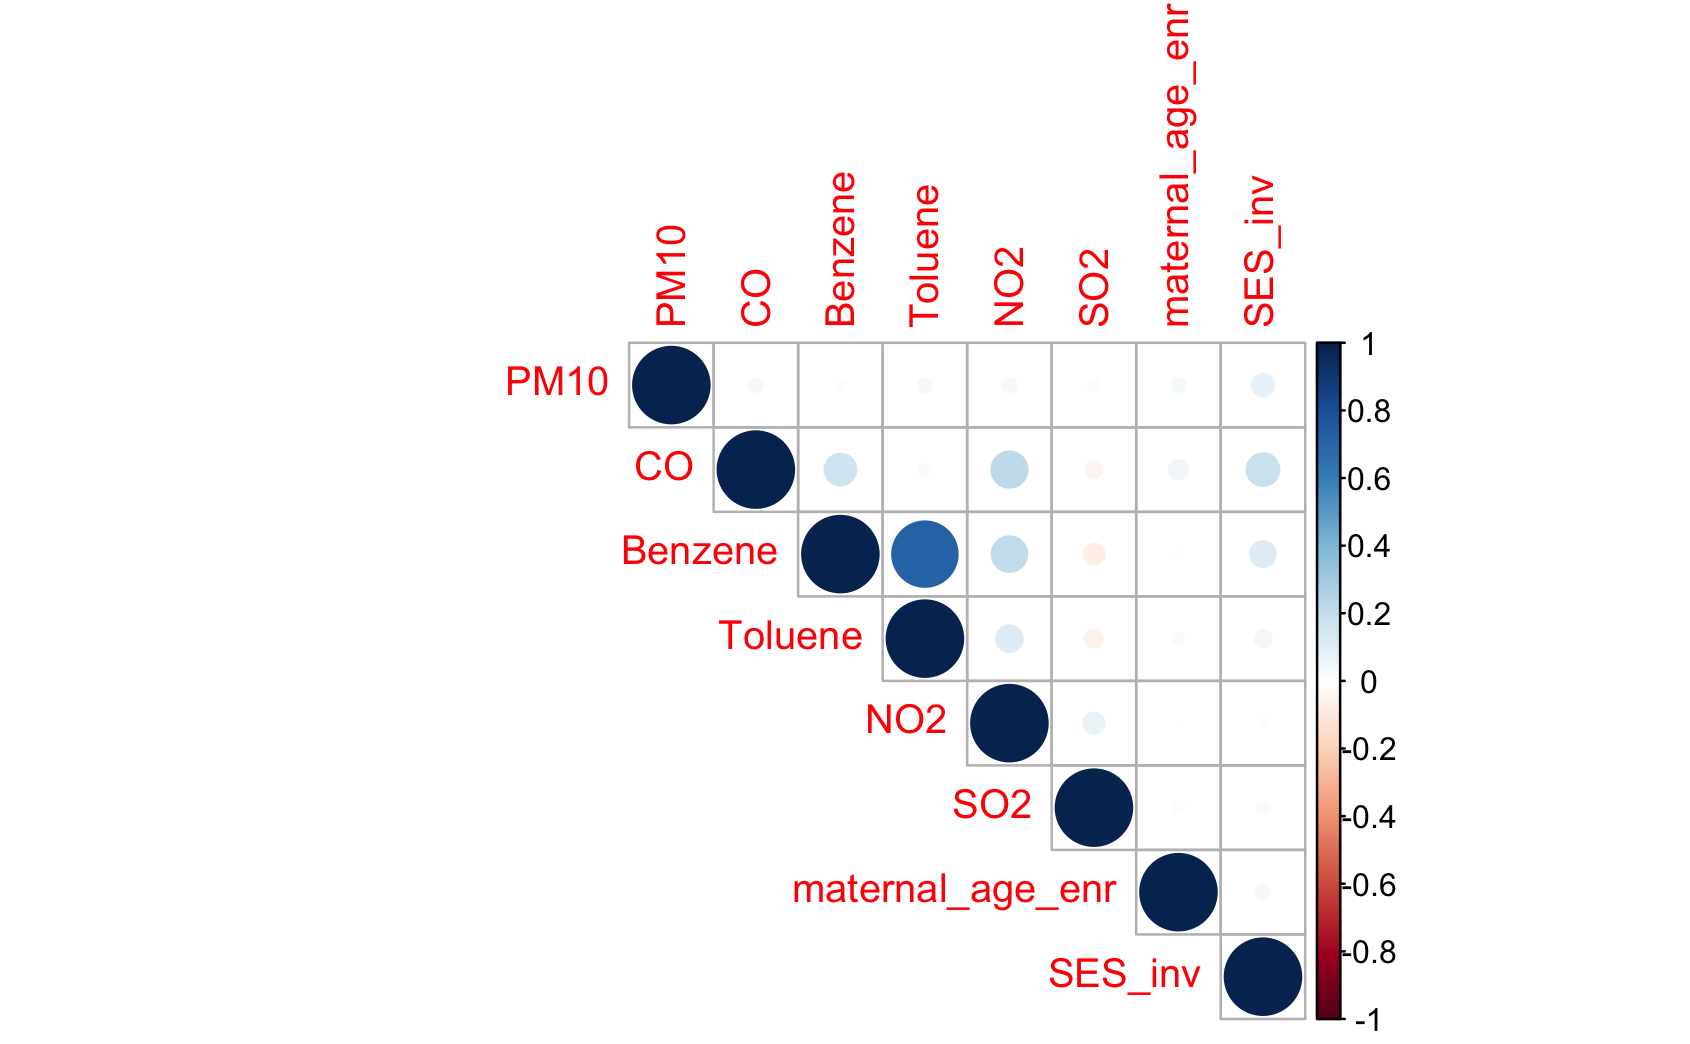 PM10
CO
Benzene
Toluene
NO2
SO2
maternal_age_enr
SES_inv
PM10
CO
Benzene
Toluene
NO2
SO2
maternal_age_enr
SES_inv
1
0.8
0.6
0.4
0.2
0
-0.2
-0.4
-0.6
-0.8
-1